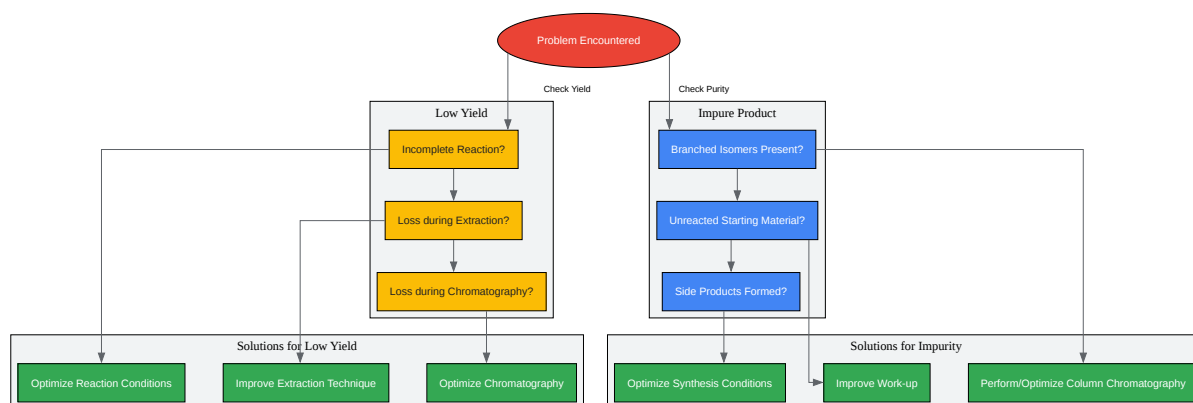 Problem Encountered
Check Yield
Check Purity
Low Yield
Impure Product
Incomplete Reaction?
Branched Isomers Present?
Loss during Extraction?
Unreacted Starting Material?
Loss during Chromatography?
Side Products Formed?
Solutions for Low Yield
Solutions for Impurity
Optimize Reaction Conditions
Improve Extraction Technique
Optimize Chromatography
Optimize Synthesis Conditions
Improve Work-up
Perform/Optimize Column Chromatography